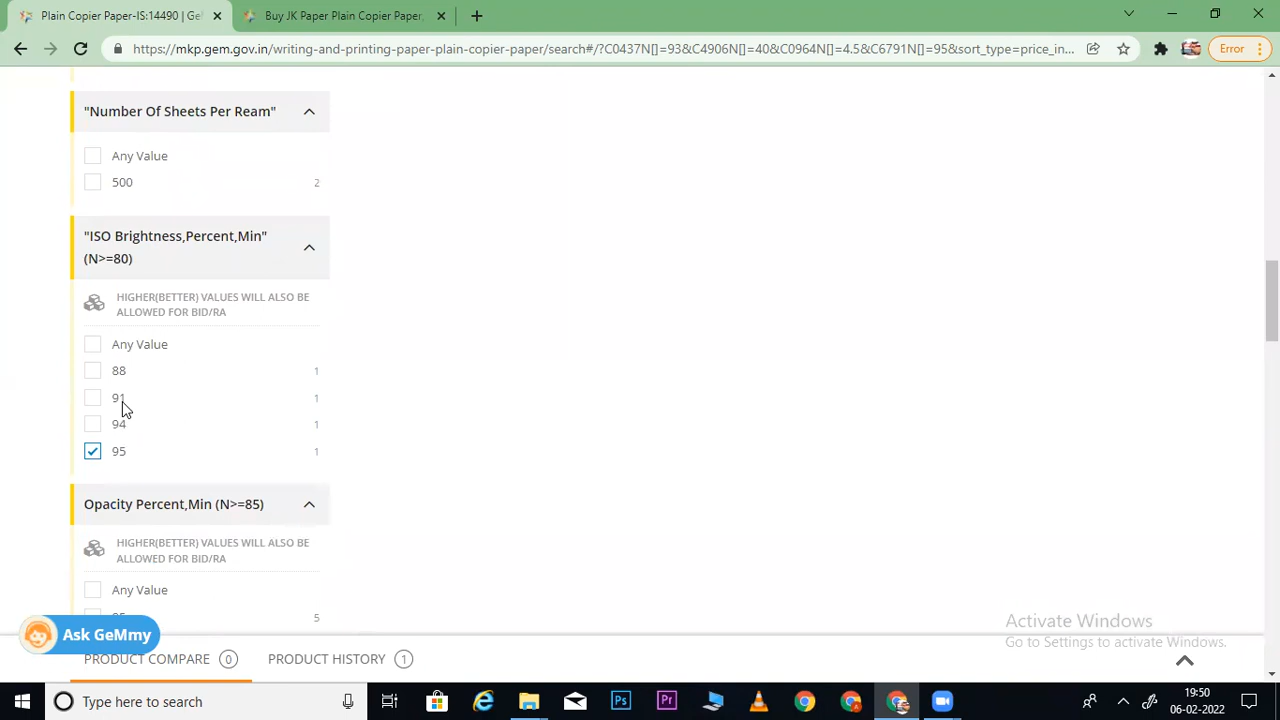 Plain Copier Paper-IS:14490 | Ge
Buy JK Paper Plain Copier Paper,
https://mkp.gem.gov.in/writing-and-printing-paper-plain-copier-paper/search#/?C0437N[]=93&C4906N[]=40&C0964N[]=4.5&C6791N[]=95&sort_type=price_in...
Error
"Number Of Sheets Per Ream"
Any Value
500 2
"ISO Brightness,Percent,Min"
(N>=80)
HIGHER(BETTER) VALUES WILL ALSO BE
ALLOWED FOR BID/RA
Any Value
88 1
91 1
94 1
95 1
Opacity Percent,Min (N>=85)
HIGHER(BETTER) VALUES WILL ALSO BE
ALLOWED FOR BID/RA
Any Value
5
Ask GeMmy
Activate Windows
Go to Settings to activate Windows.
PRODUCT COMPARE 0 PRODUCT HISTORY 1
Type here to search
Ps
Pr
19:50
06-02-2022